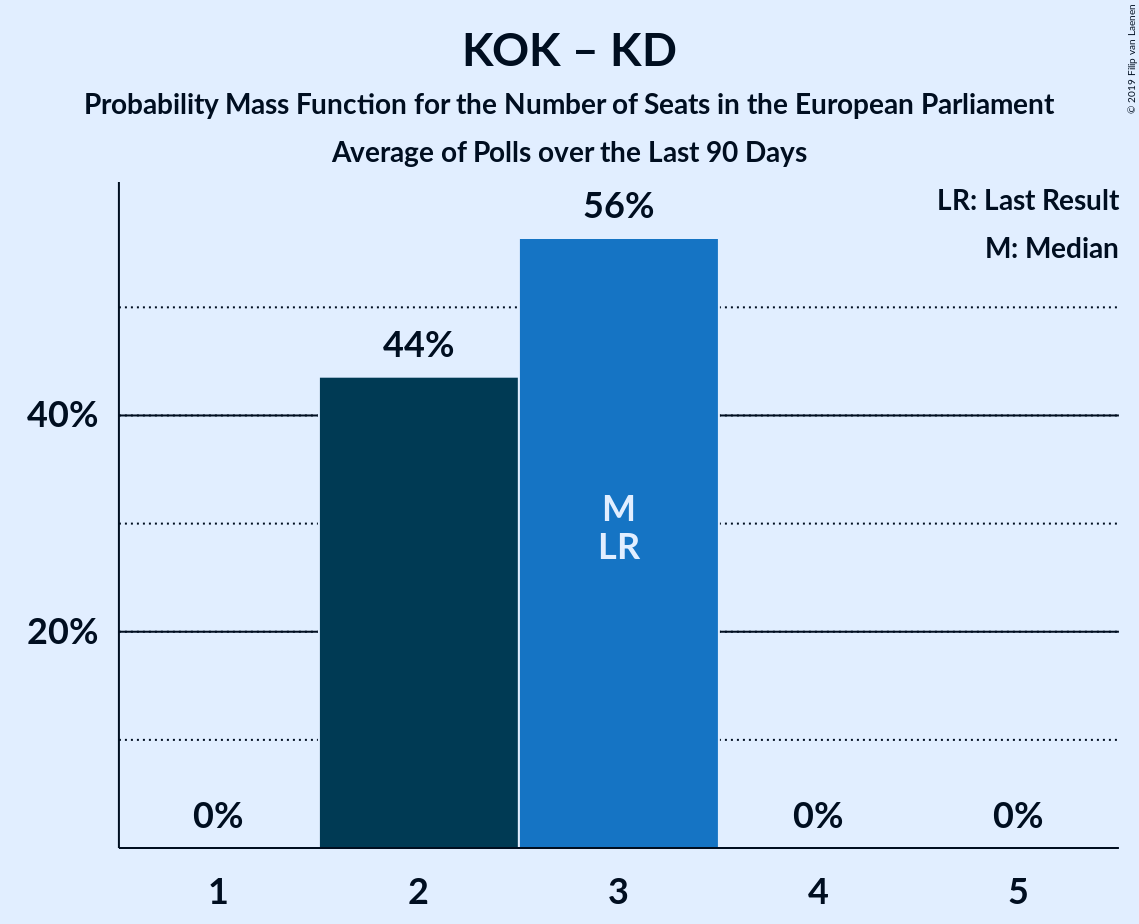 KOK – KD
Probability Mass Function for the Number of Seats in the European Parliament
Average of Polls over the Last 90 Days
© 2019 Filip van Laenen
LR: Last Result
M: Median
56%
44%
40%
20%
M
LR
0%
0%
0%
1
2
3
4
5